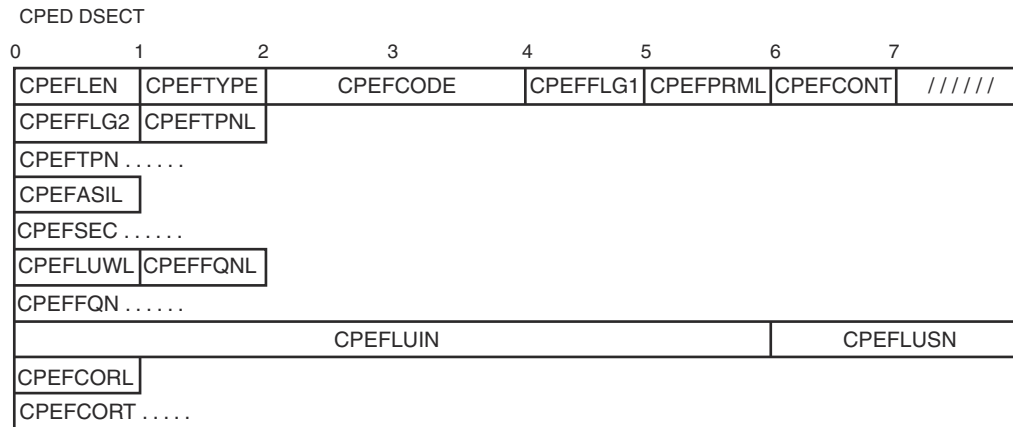 CPED DSECT
0 1 2 3 4 5 6 7
CPEFLEN CPEFTYPE CPEFCODE CPEFFLG1 CPEFPRML CPEFCONT //////
CPEFFLG2 CPEFTPNL
CPEFTPN . . . . . .
CPEFASIL
CPEFSEC . . . . . .
CPEFLUWL CPEFFQNL
CPEFFQN . . . . . .
CPEFLUIN CPEFLUSN
CPEFCORL
CPEFCORT . . . . .